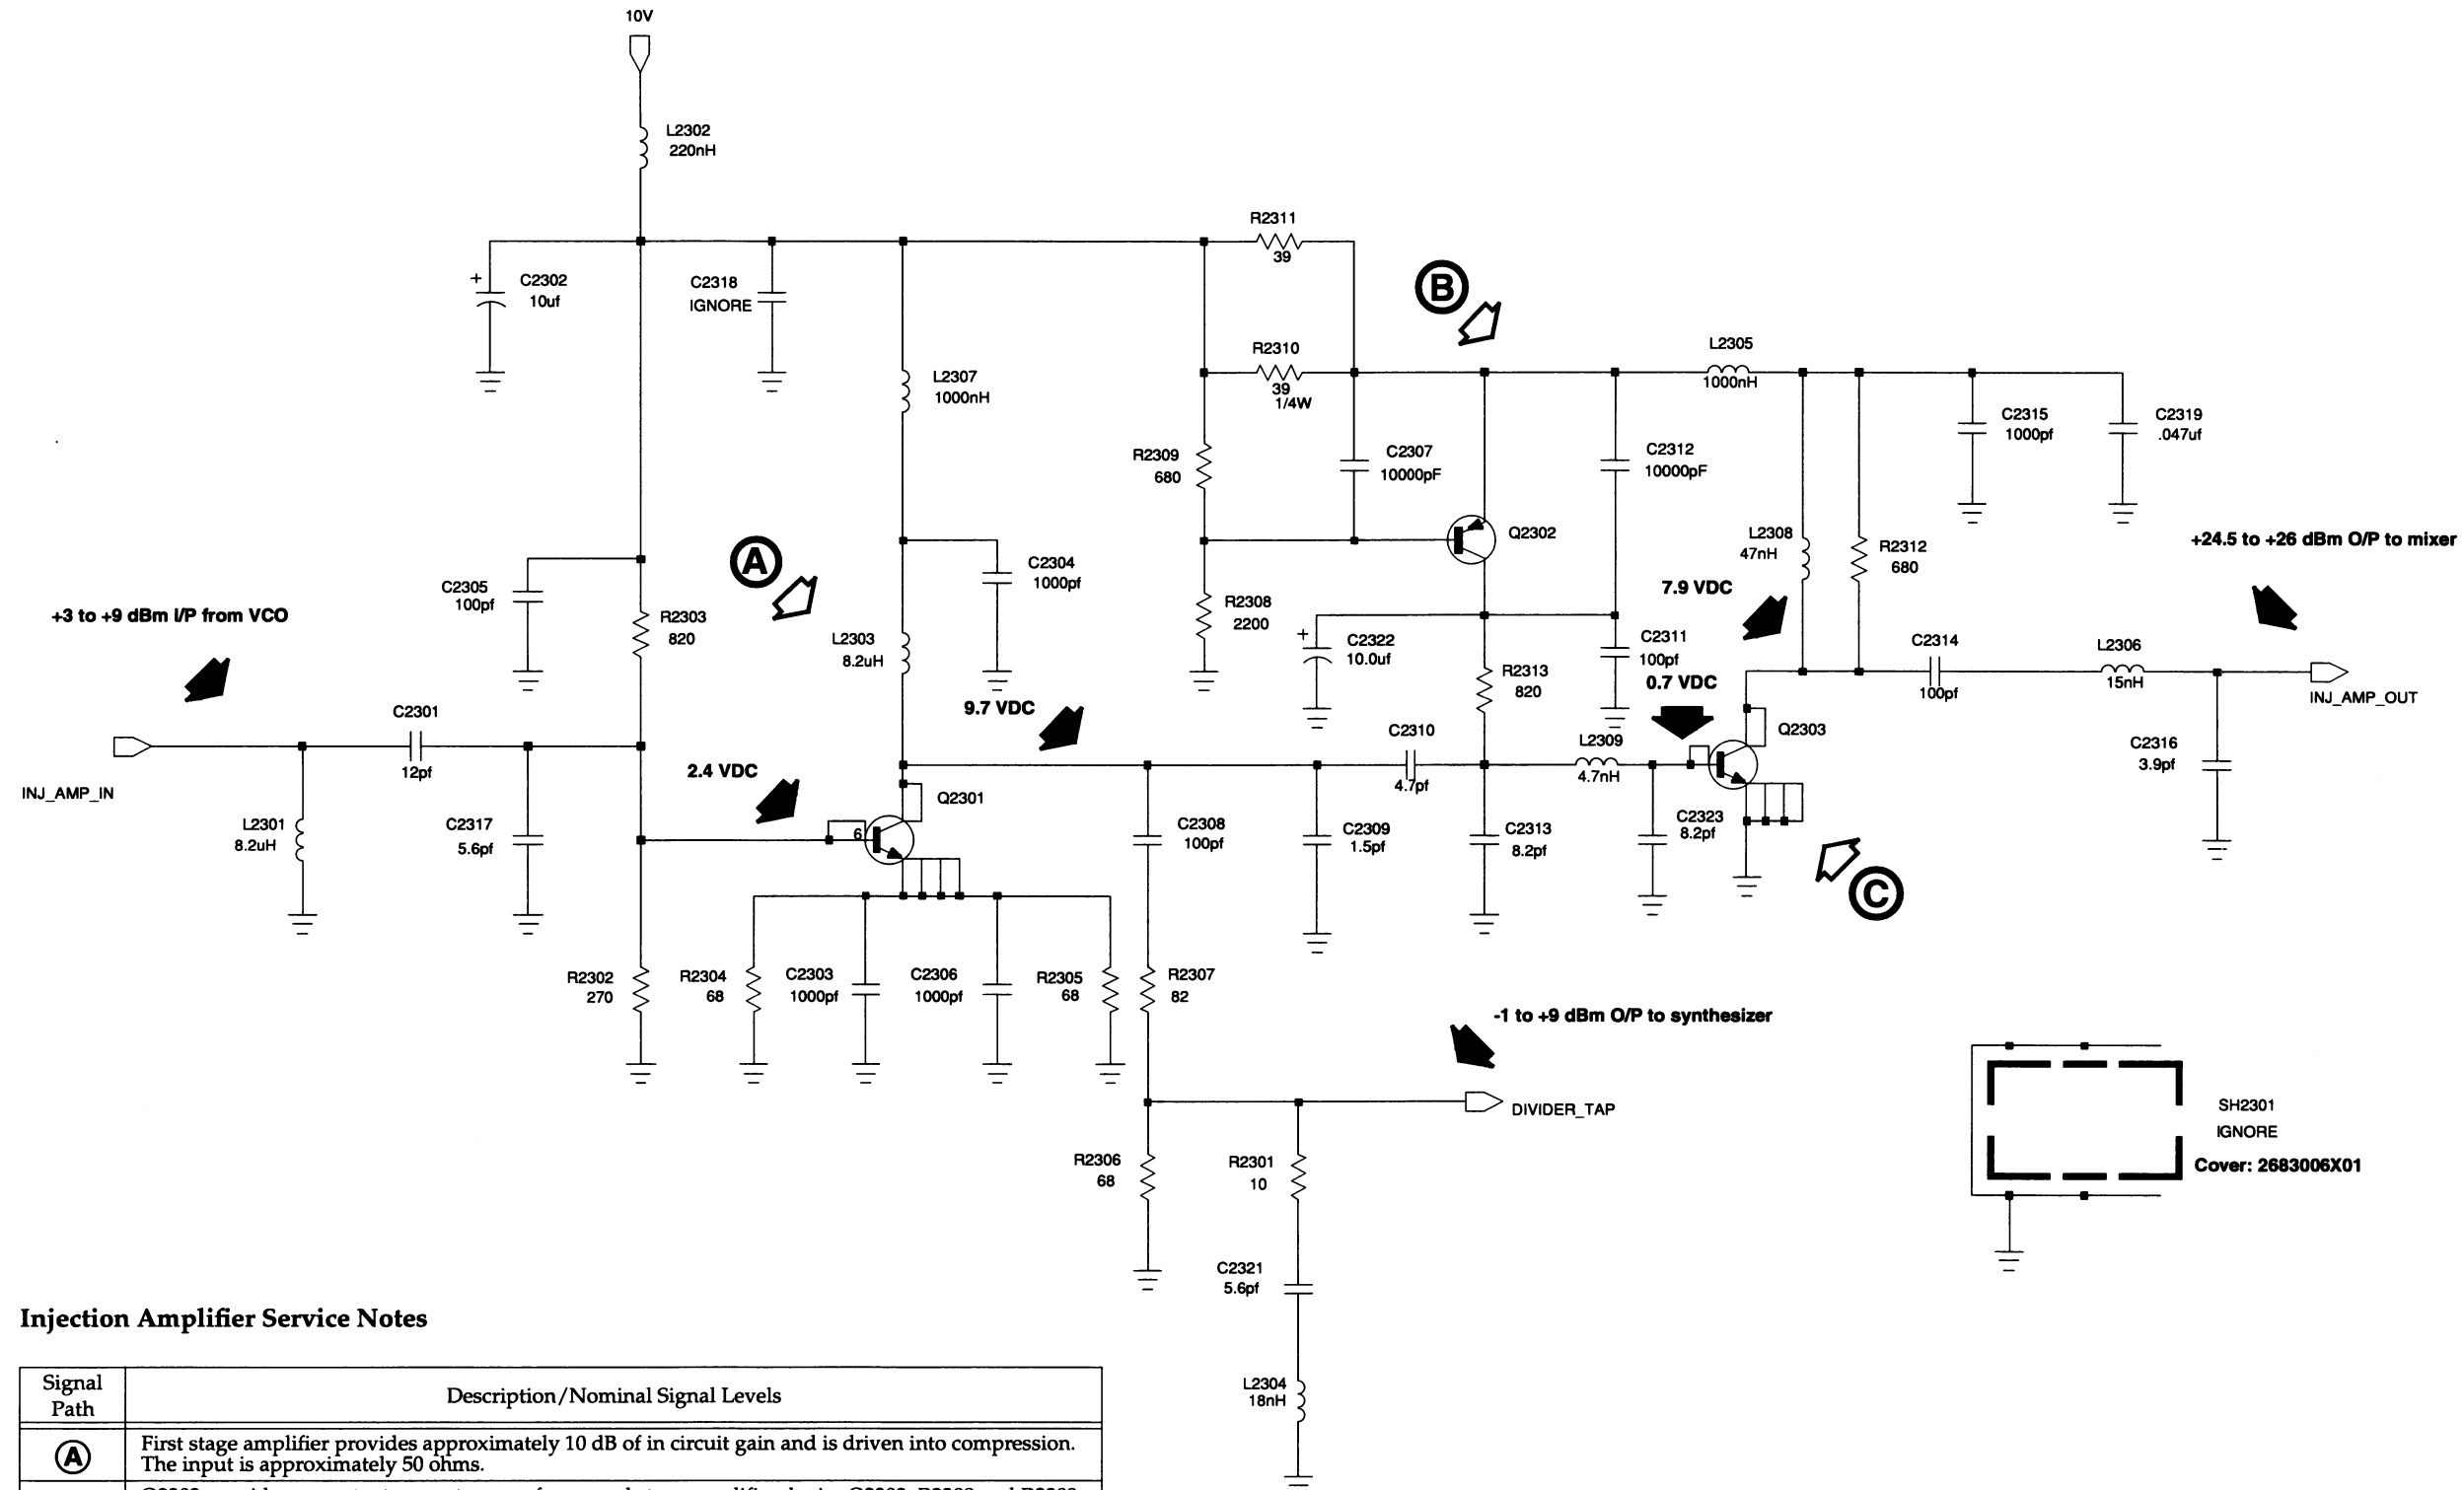 10V
L2302
220nH
R2311
39
+
C2302
10uf
C2318
IGNORE
B
R2310
39
1/4W
L2305
1000nH
L2307
1000nH
C2315
1000pf
C2319
.047uf
R2309
680
C2307
10000pF
C2312
10000pF
Q2302
L2308
47nH
R2312
680
+24.5 to +26 dBm O/P to mixer
A
C2304
1000pf
C2305
100pf
7.9 VDC
+3 to +9 dBm I/P from VCO
R2303
820
R2308
2200
L2303
8.2uH
+
C2322
10.0uf
C2311
100pf
C2314
100pf
L2306
15nH
R2313
820
0.7 VDC
INJ_AMP_OUT
9.7 VDC
C2301
12pf
C2310
4.7pf
L2309
4.7nH
Q2303
C2316
3.9pf
2.4 VDC
INJ_AMP_IN
Q2301
6
L2301
8.2uH
C2317
5.6pf
C2308
100pf
C2309
1.5pf
C2313
8.2pf
C2323
8.2pf
C
R2302
270
R2304
68
C2303
1000pf
C2306
1000pf
R2305
68
R2307
82
-1 to +9 dBm O/P to synthesizer
DIVIDER_TAP
SH2301
IGNORE
Cover: 2683006X01
R2306
68
R2301
10
C2321
5.6pf
L2304
18nH
Injection Amplifier Service Notes
Signal
Path
Description/Nominal Signal Levels
A
First stage amplifier provides approximately 10 dB of in circuit gain and is driven into compression.
The input is approximately 50 ohms.